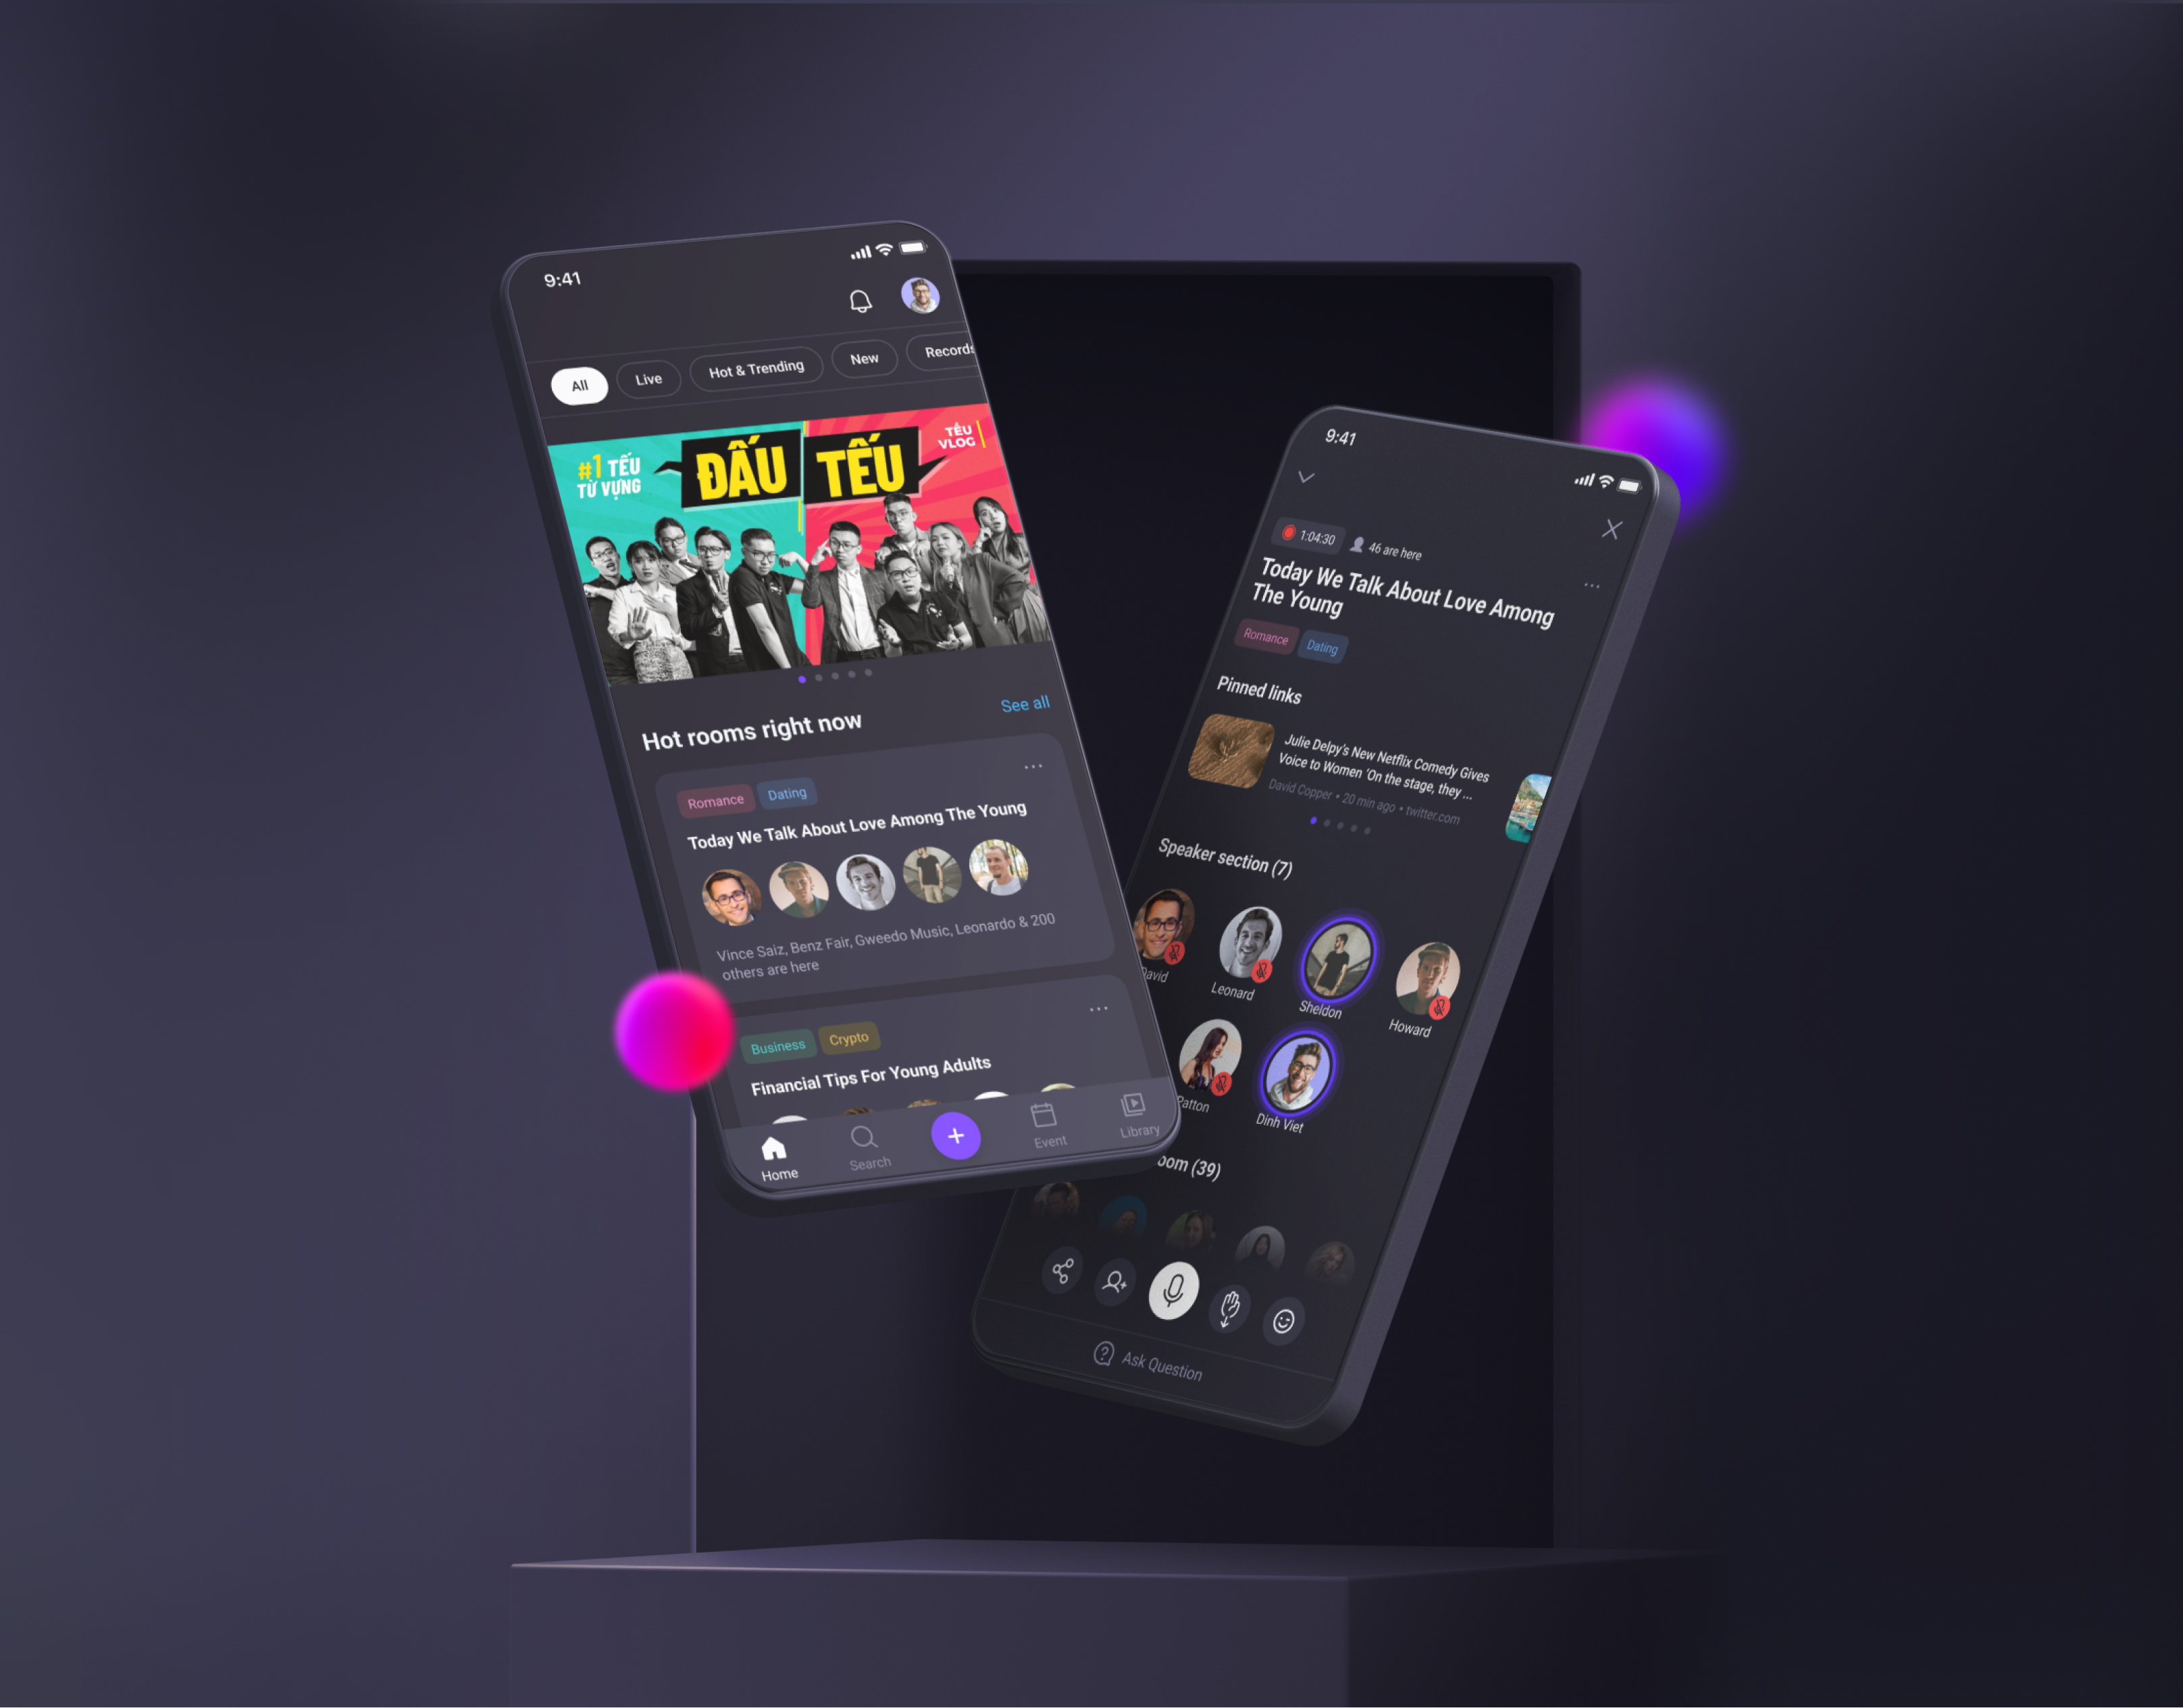 9:41
All
Live
Hot & Trending
New
Records
#1 TẾU
TỪ VỰNG
ĐẤU
TẾU
TẾU
VLOG
Hot rooms right now
See all
Romance
Dating
Today We Talk About Love Among The Young
Vince Saiz, Benz Fair, Gweedo Music, Leonardo & 200
others are here
Business
Crypto
Financial Tips For Young Adults
Home
Search
Event
Library
9:41
1:04:30
46 are here
Today We Talk About Love Among
The Young
Romance
Dating
Pinned links
Julie Delpy's New Netflix Comedy Gives
Voice to Women 'On the stage, they ...
David Copper • 20 min ago • twitter.com
Speaker section (7)
David
Leonard
Sheldon
Howard
Patton
Dinh Viet
oom (39)
Ask Question